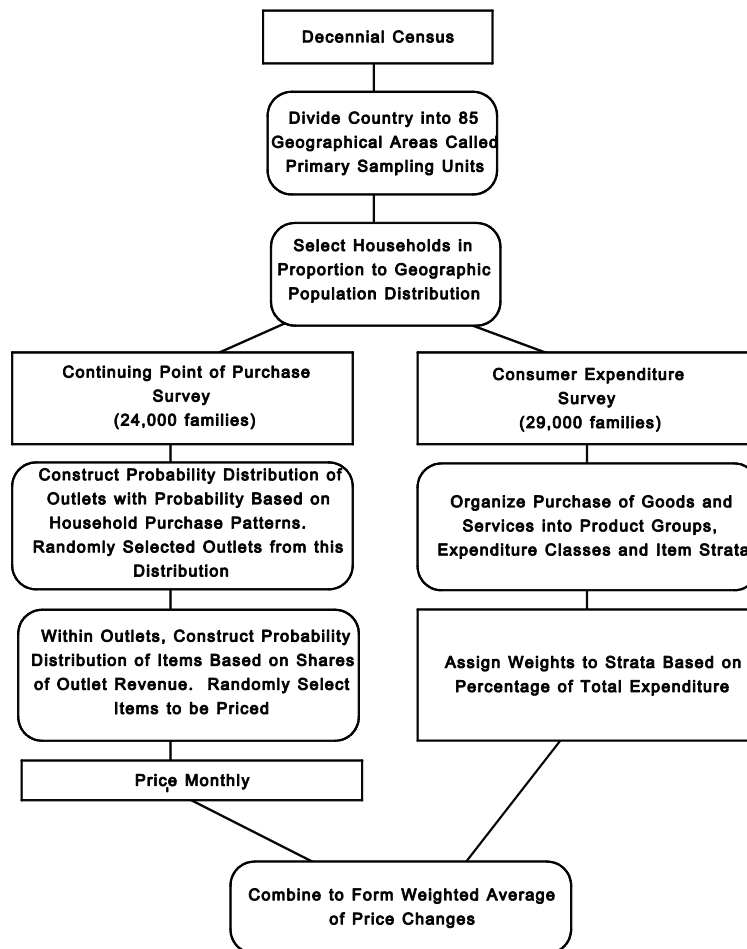 Decennial Census
Divide Country into 85
Geographical Areas Called
Primary Sampling Units
Select Households in
Proportion to Geographic
Population Distribution
Continuing Point of Purchase
Survey
(24,000 families)
Consumer Expenditure
Survey
(29,000 families)
Construct Probability Distribution of
Outlets with Probability Based on
Household Purchase Patterns.
Randomly Selected Outlets from this
Distribution
Organize Purchase of Goods and
Services into Product Groups,
Expenditure Classes and Item Strata
Within Outlets, Construct Probability
Distribution of Items Based on Shares
of Outlet Revenue. Randomly Select
Items to be Priced
Assign Weights to Strata Based on
Percentage of Total Expenditure
Price Monthly
Combine to Form Weighted Average
of Price Changes